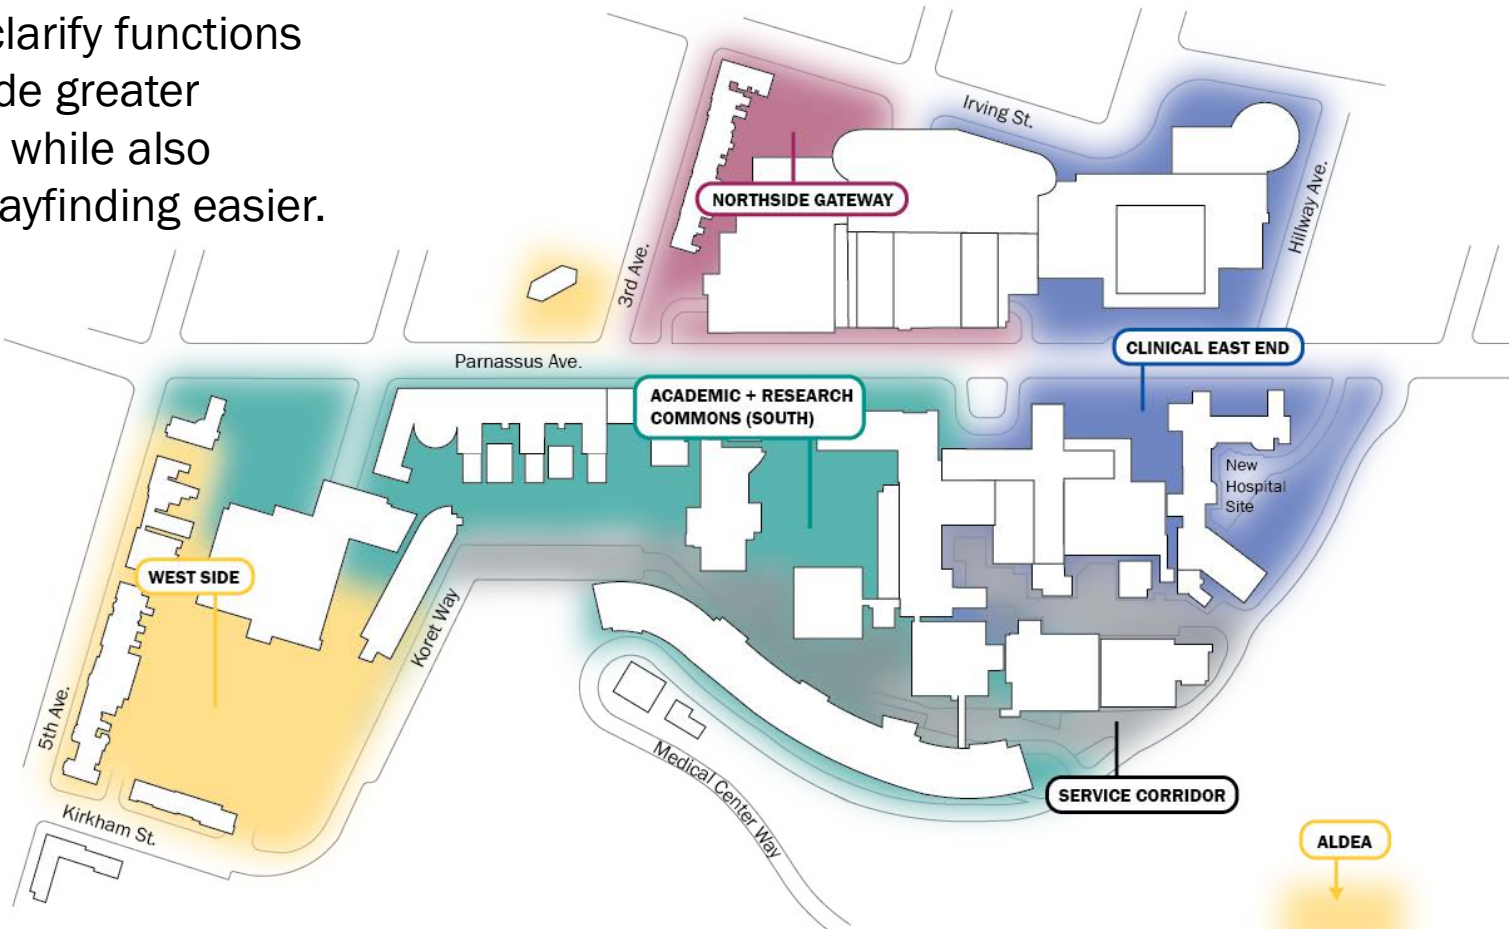 clarify functions
de greater
while also
ayfinding easier.
Irving St.
Hillway Ave.
NORTHSIDE GATEWAY
3rd Ave.
CLINICAL EAST END
Parnassus Ave.
ACADEMIC + RESEARCH
COMMONS (SOUTH)
New
Hospital
Site
WEST SIDE
Koret Way
5th Ave.
Medical Center Way
SERVICE CORRIDOR
Kirkham St.
ALDEA